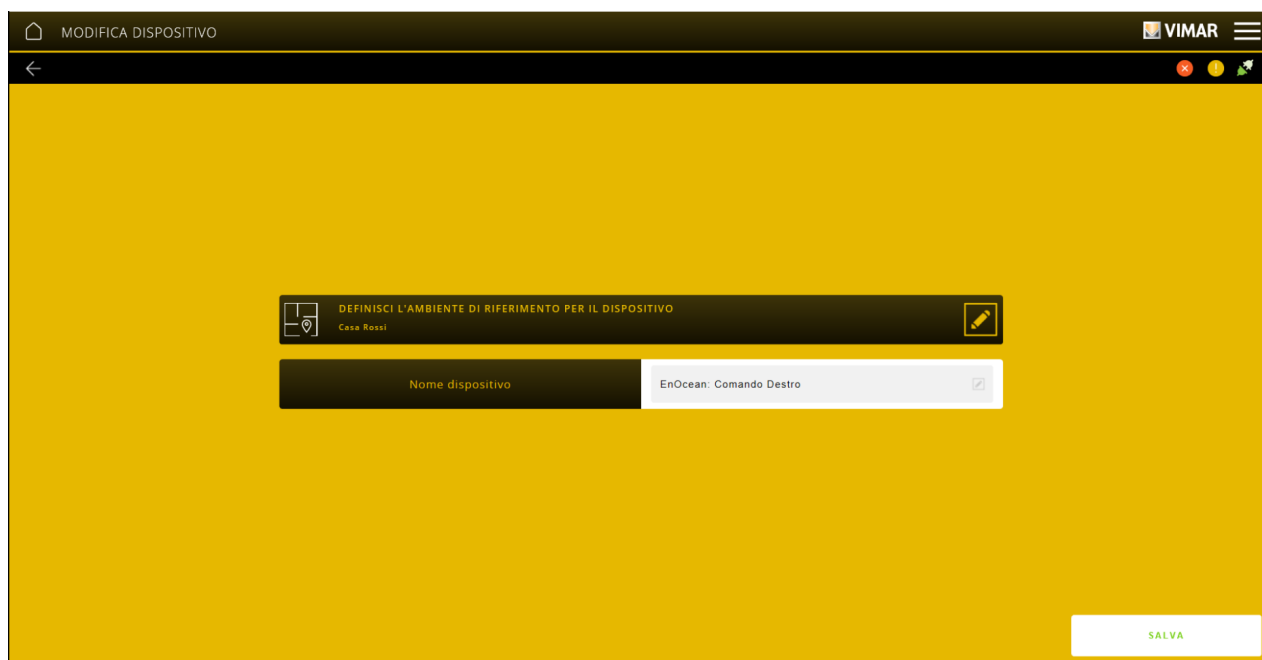 MODIFICA DISPOSITIVO
VIMAR
DEFINISCI L'AMBIENTE DI RIFERIMENTO PER IL DISPOSITIVO
Casa Rossi
Nome dispositivo
EnOcean: Comando Destro
SALVA